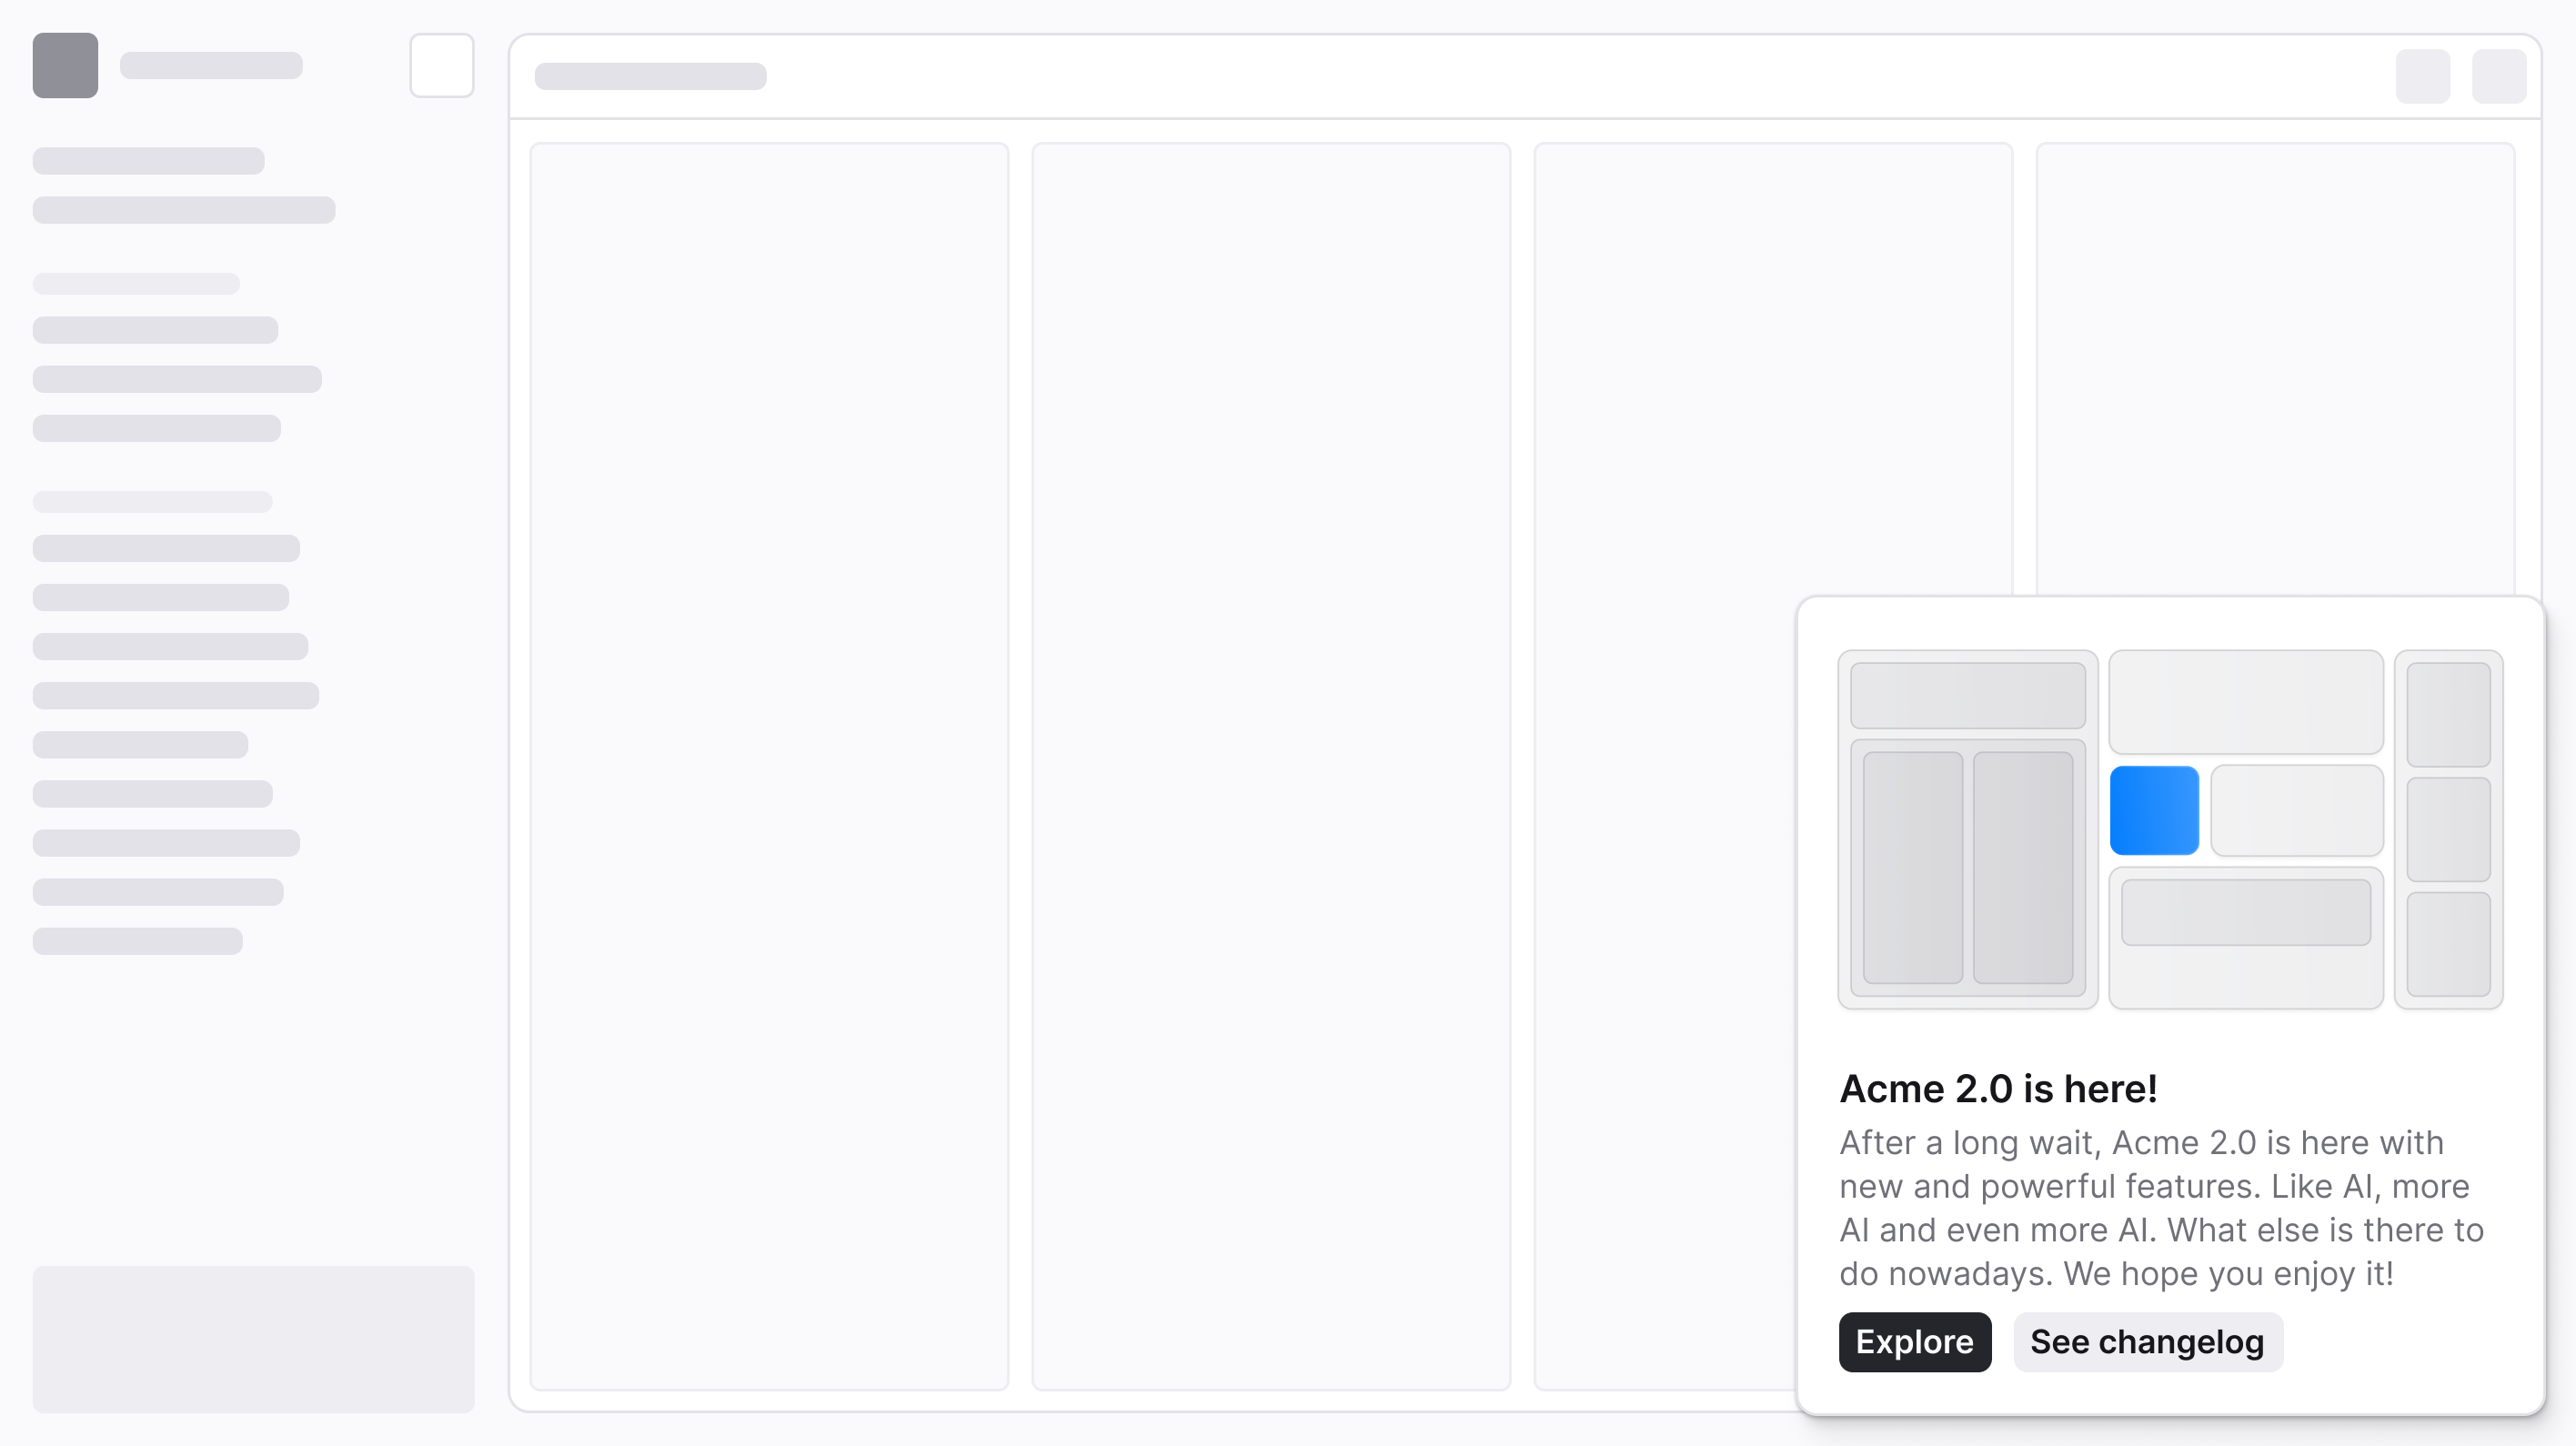 Acme 2.0 is here!
After a long wait, Acme 2.0 is here with
new and powerful features. Like AI, more
AI and even more AI. What else is there to
do nowadays. We hope you enjoy it!
Explore
See changelog